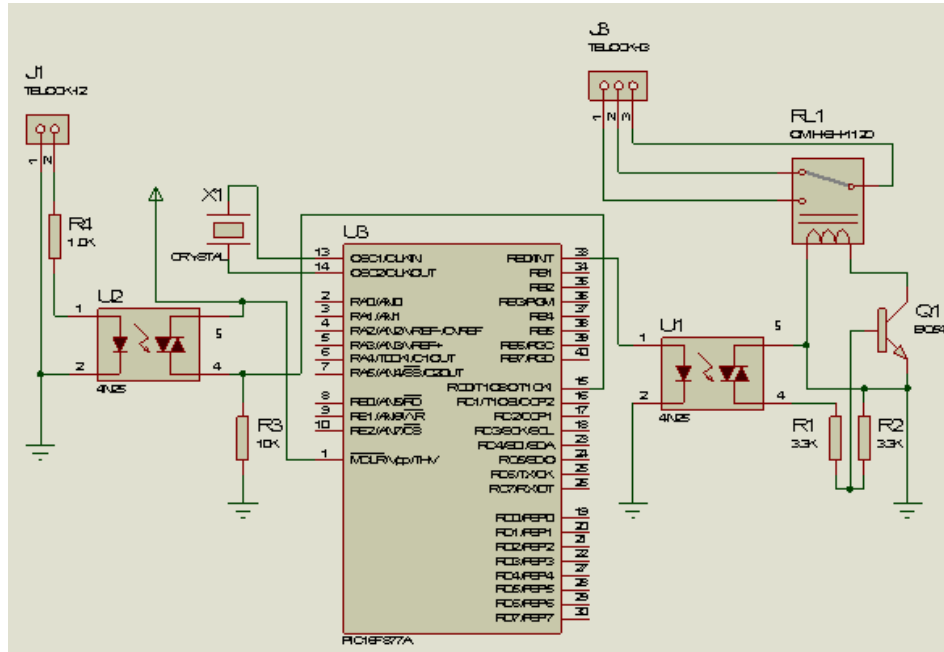 J1
TBLOCK-I2
1
2
R4
1.0K
X1
CRYSTAL
U2
1
2
5
4
4N25
R3
10K
U3
13
OSC1/CLKIN
14
OSC2/CLKOUT
2
RA0/AN0
3
RA1/AN1
4
RA2/AN2/VREF-/CVREF
5
RA3/AN3/VREF+
6
RA4/T0CKI/C1OUT
7
RA5/AN4/SS/C2OUT
8
RE0/AN5/RD
9
RE1/AN6/WR
10
RE2/AN7/CS
1
MCLR/Vpp/THV
RB0/INT
33
RB1
34
RB2
35
RB3/PGM
36
RB4
37
RB5
38
RB6/PGC
39
RB7/PGD
40
RC0/T1OSO/T1CKI
15
RC1/T1OSI/CCP2
16
RC2/CCP1
17
RC3/SCK/SCL
18
RC4/SDI/SDA
23
RC5/SDO
24
RC6/TX/CK
25
RC7/RX/DT
26
RD0/PSP0
19
RD1/PSP1
20
RD2/PSP2
21
RD3/PSP3
22
RD4/PSP4
27
RD5/PSP5
28
RD6/PSP6
29
RD7/PSP7
30
PIC16F877A
J3
TBLOCK-I3
1
2
3
RL1
U1
1
2
5
4
4N25
Q1
R1
3.3K
R2
3.3K